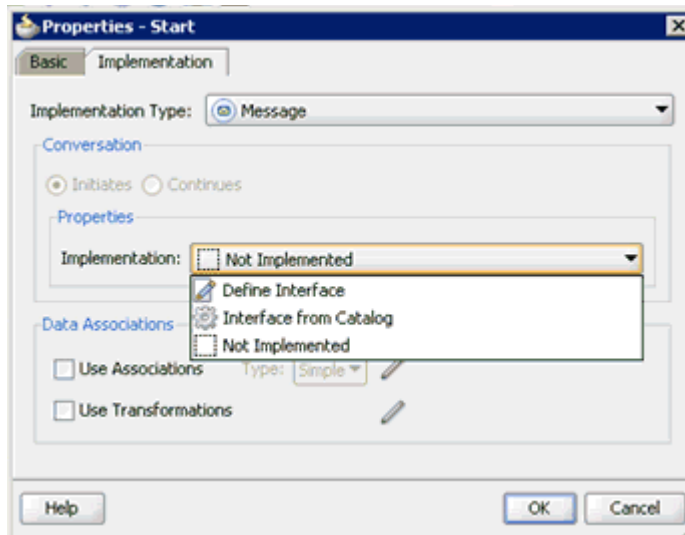 Properties - Start
Basic Implementation
Implementation Type: Message
Conversation
Initiates Continues
Properties
Implementation: Not Implemented
Define Interface
Interface from Catalog
Not Implemented
Data Associations
Use Associations Type: Simple
Use Transformations
Help OK Cancel